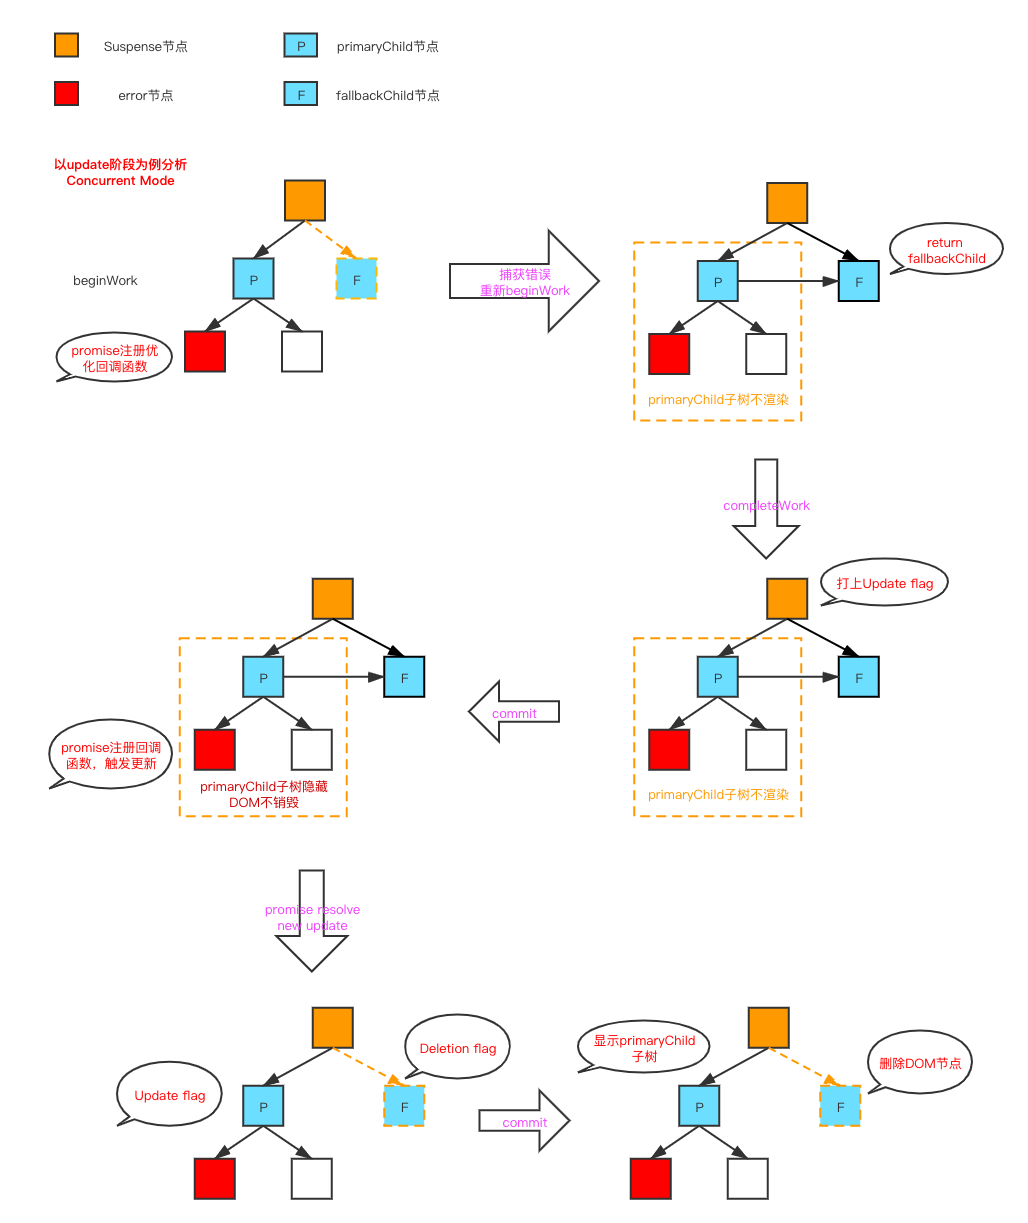 Suspense节点
P
primaryChild节点
error节点
F
fallbackChild节点
以update阶段为例分析
Concurrent Mode
beginWork
P
F
promise注册优
化回调函数
捕获错误
重新beginWork
return
fallbackChild
P
F
primaryChild子树不渲染
completeWork
打上Update flag
P
F
primaryChild子树不渲染
commit
P
F
promise注册回调
函数，触发更新
primaryChild子树隐藏
DOM不销毁
promise resolve
new update
Deletion flag
Update flag
P
F
commit
显示primaryChild
子树
删除DOM节点
P
F